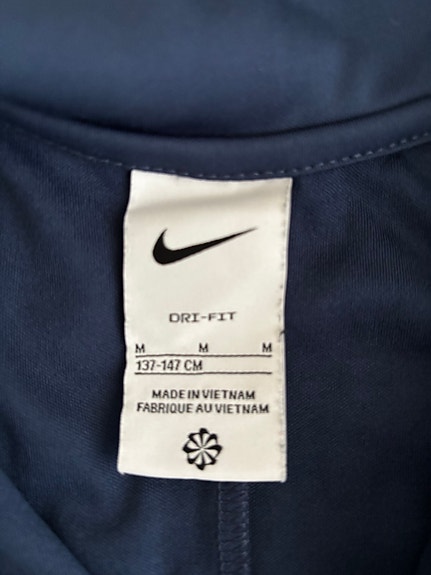 DRI-FIT
M M M
137-147 CM
MADE IN VIETNAM
FABRIQUE AU VIETNAM